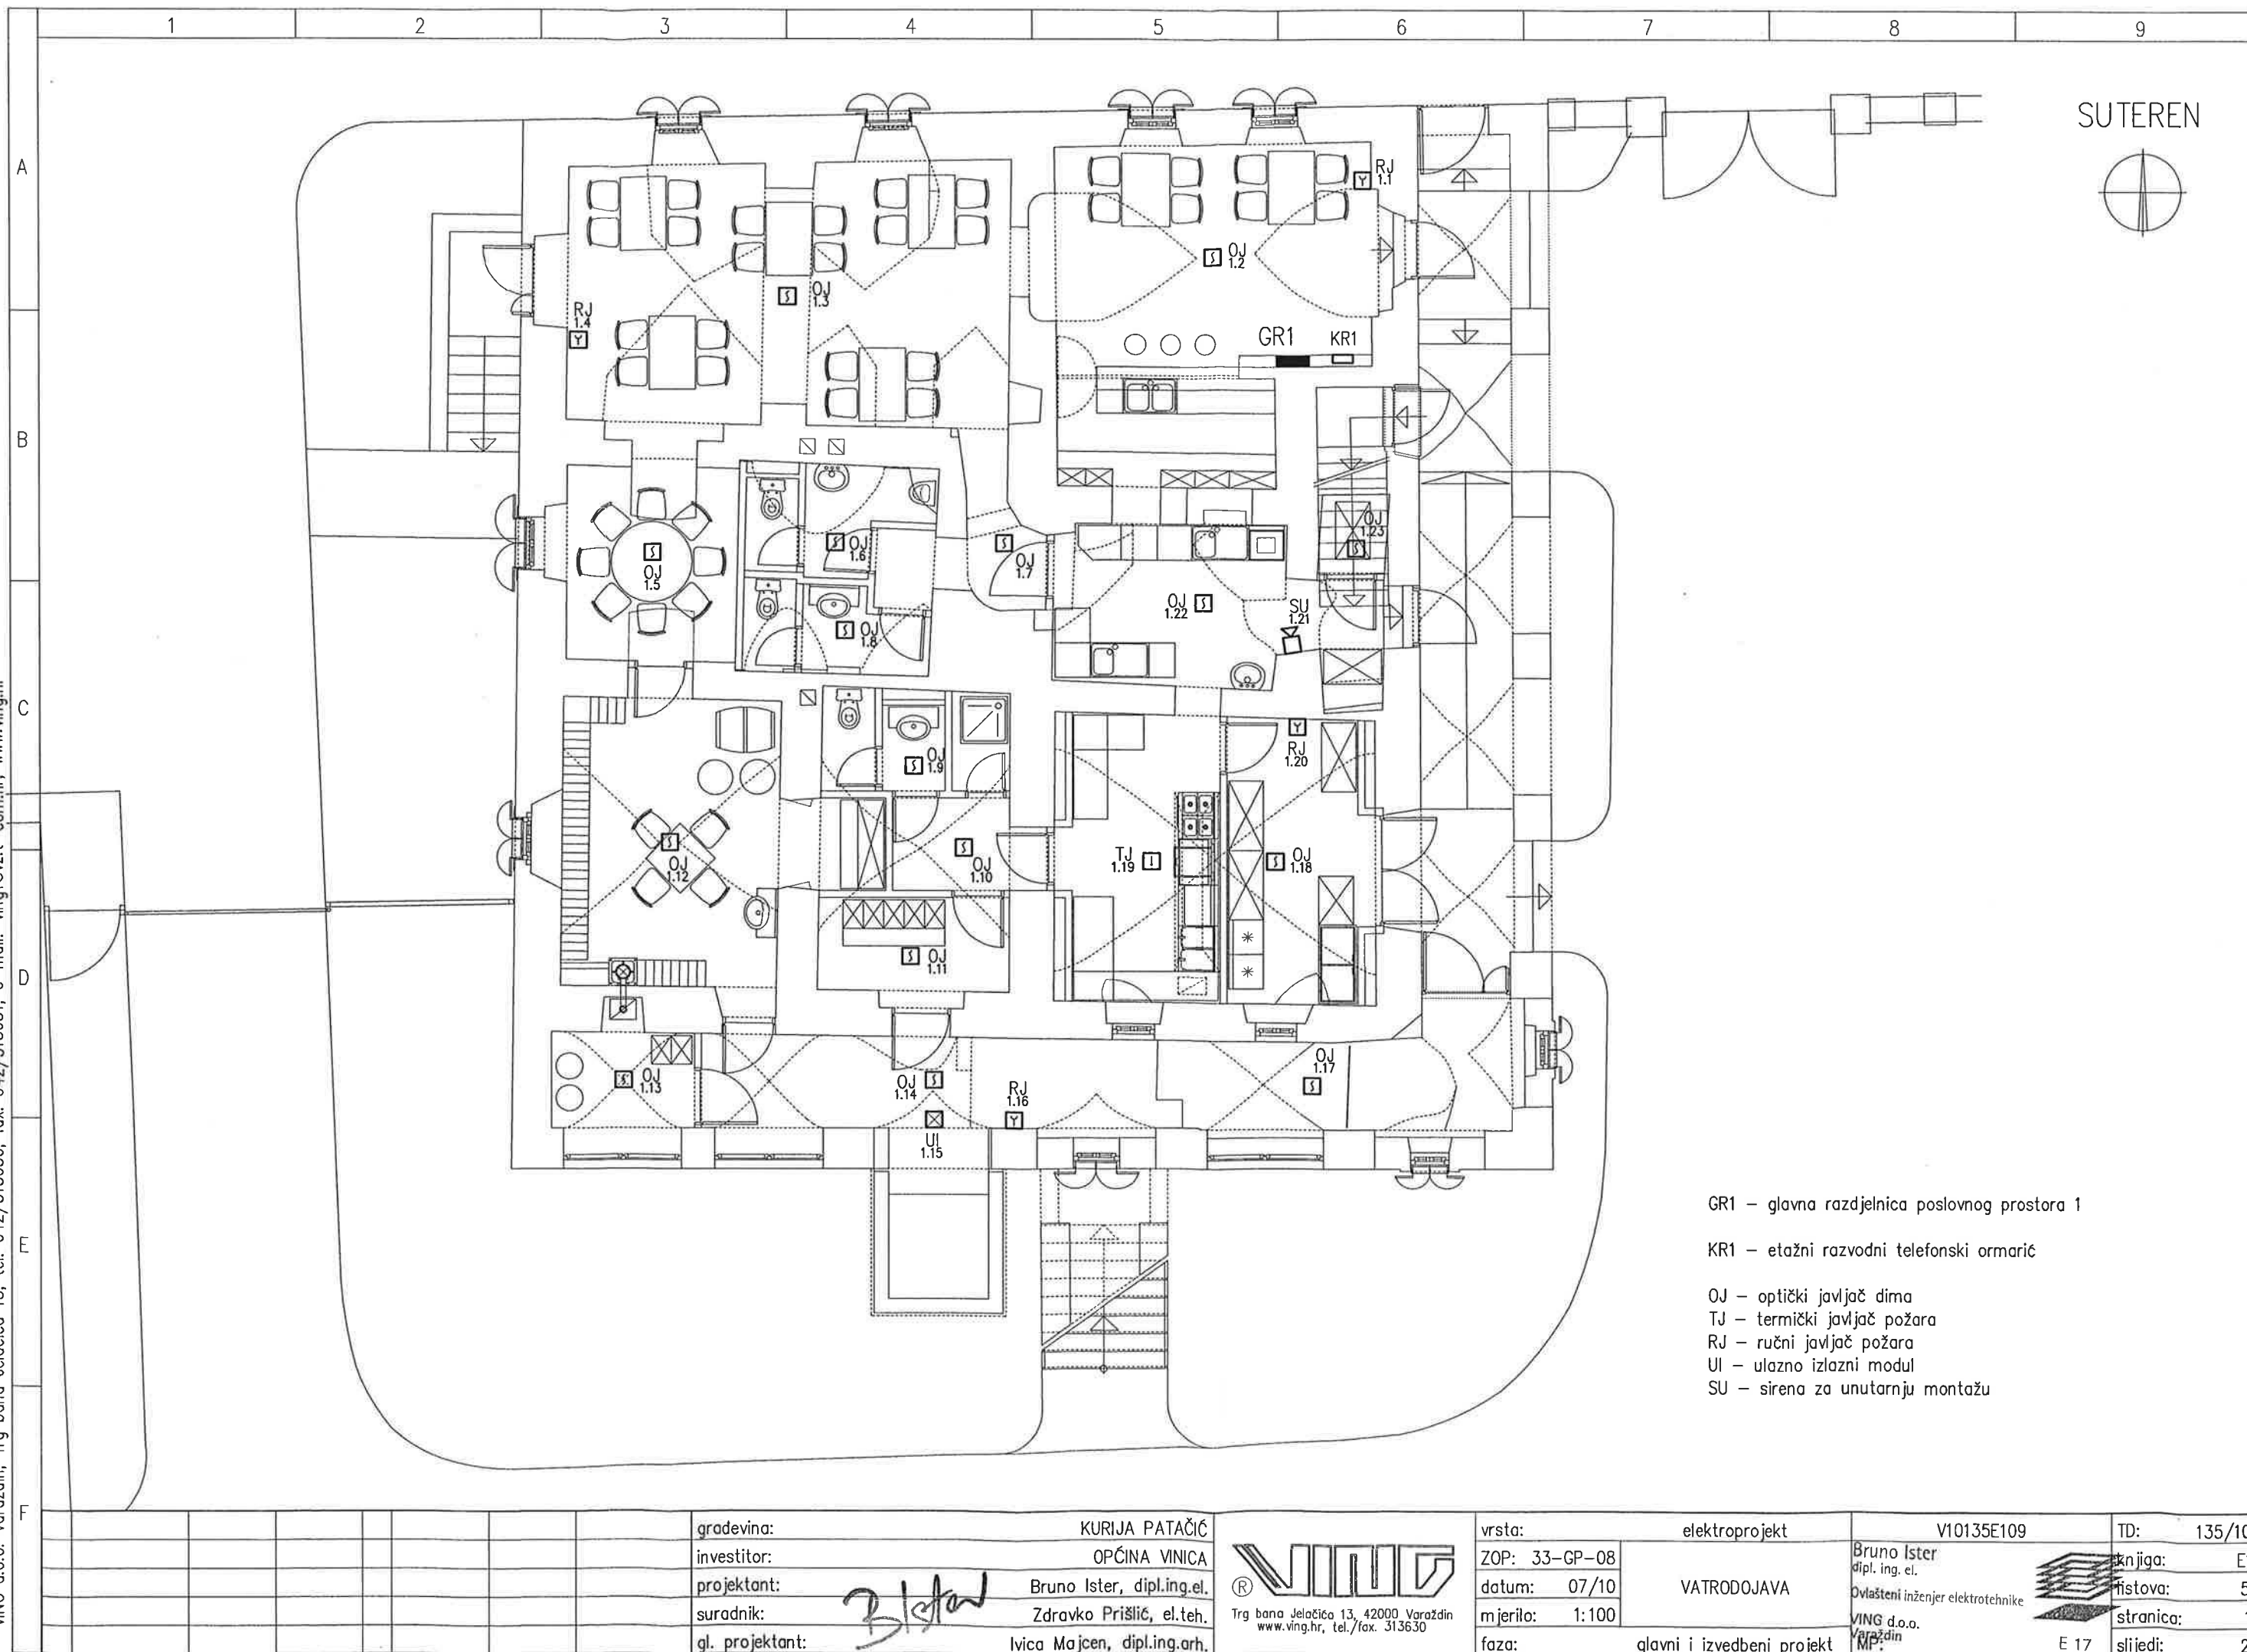 1 2 3 4 5 6 7 8 9
A
B
C
D
E
F
SUTEREN
RJ
1.1
OJ
1.2
OJ
1.3
RJ
1.4
GR1
KR1
OJ
1.5
OJ
1.6
OJ
1.7
OJ
1.8
OJ
1.23
OJ
1.22
SU
1.21
RJ
1.20
OJ
1.9
OJ
1.10
OJ
1.12
OJ
1.11
TJ
1.19
OJ
1.18
OJ
1.13
OJ
1.14
UI
1.15
RJ
1.16
OJ
1.17
GR1 – glavna razdjelnica poslovnog prostora 1
KR1 – etažni razvodni telefonski ormarić
OJ – optički javljač dima
TJ – termički javljač požara
RJ – ručni javljač požara
UI – ulazno izlazni modul
SU – sirena za unutarnju montažu
građevina: KURIJA PATAČIĆ
investitor: OPĆINA VINICA
projektant: Bruno Ister, dipl.ing.el.
suradnik: Zdravko Prišlić, el.teh.
gl. projektant: Ivica Majcen, dipl.ing.arh.
VING
®
Trg bana Jelačića 13, 42000 Varaždin
www.ving.hr, tel./fax. 313630
vrsta: elektroprojekt
ZOP: 33-GP-08
datum: 07/10
mjerilo: 1:100
VATRODOJAVA
faza: glavni i izvedbeni projekt
V10135E109
Bruno Ister
dipl. ing. el.
Ovlašteni inženjer elektrotehnike
VING d.o.o.
Varaždin
MP:
E 17
TD: 135/10
knjiga: E
listova: 5
stranica: 1
slijedi: 2